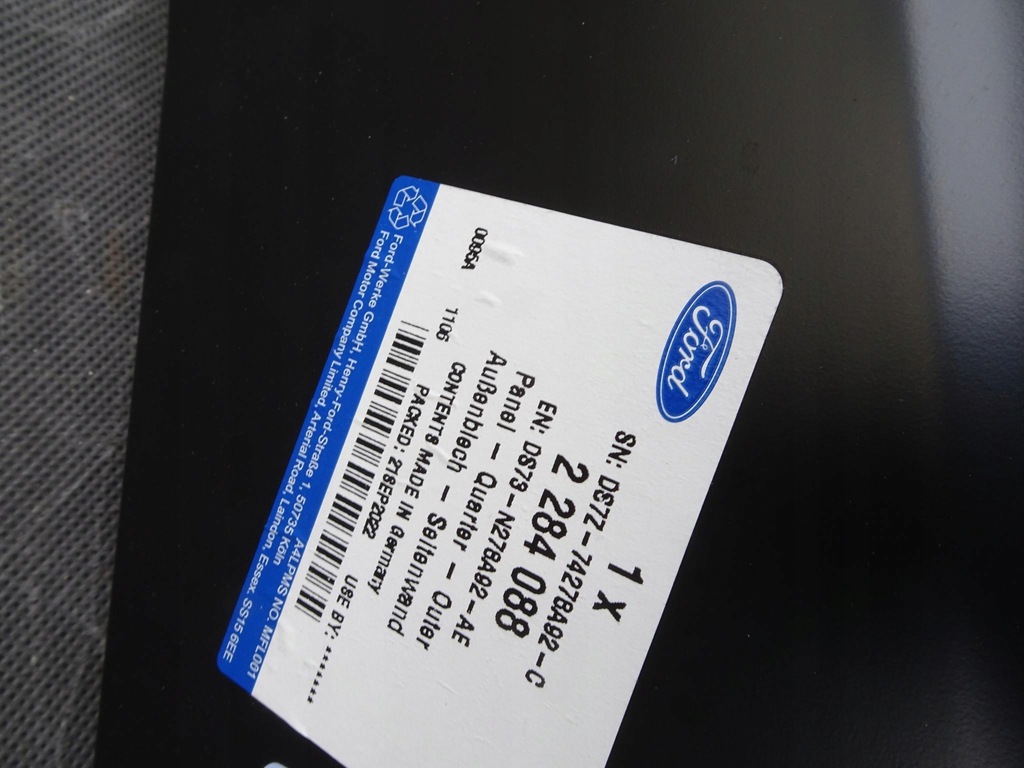 Ford
1 X
SN: DS7Z-74278A92-C
2 284 088
EN: DS73-N278A92-AE
Panel - Quarter - Outer
Außenblech - Seitenwand
CONTENTS MADE IN Germany
PACKED: 21SEP2022
0035A
1106
USE BY: ********
A4LPMS NO. MFL001
Ford-Werke GmbH, Henry-Ford-Straße 1, 50735 Köln
Ford Motor Company Limited, Arterial Road, Laindon, Essex. SS15 6EE